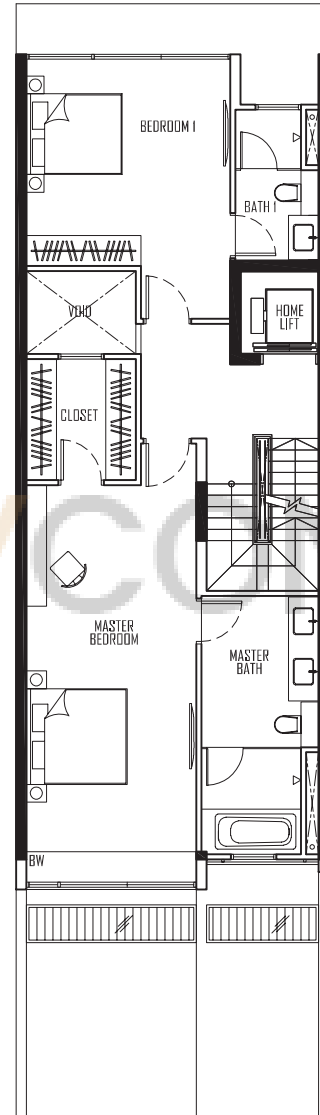 BEDROOM 1
BATH 1
VOID
HOME
LIFT
CLOSET
MASTER
BEDROOM
MASTER
BATH
BW